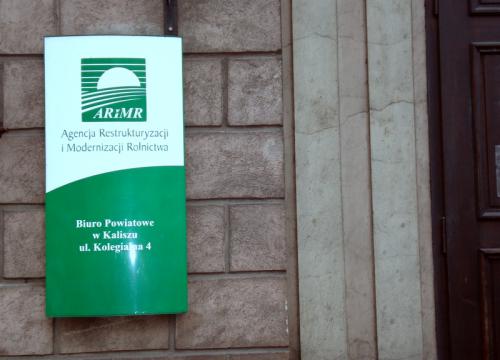 ARiMR
Agencja Restrukturyzacji
i Modernizacji Rolnictwa
Biuro Powiatowe
w Kaliszu
ul. Kolegialna 4